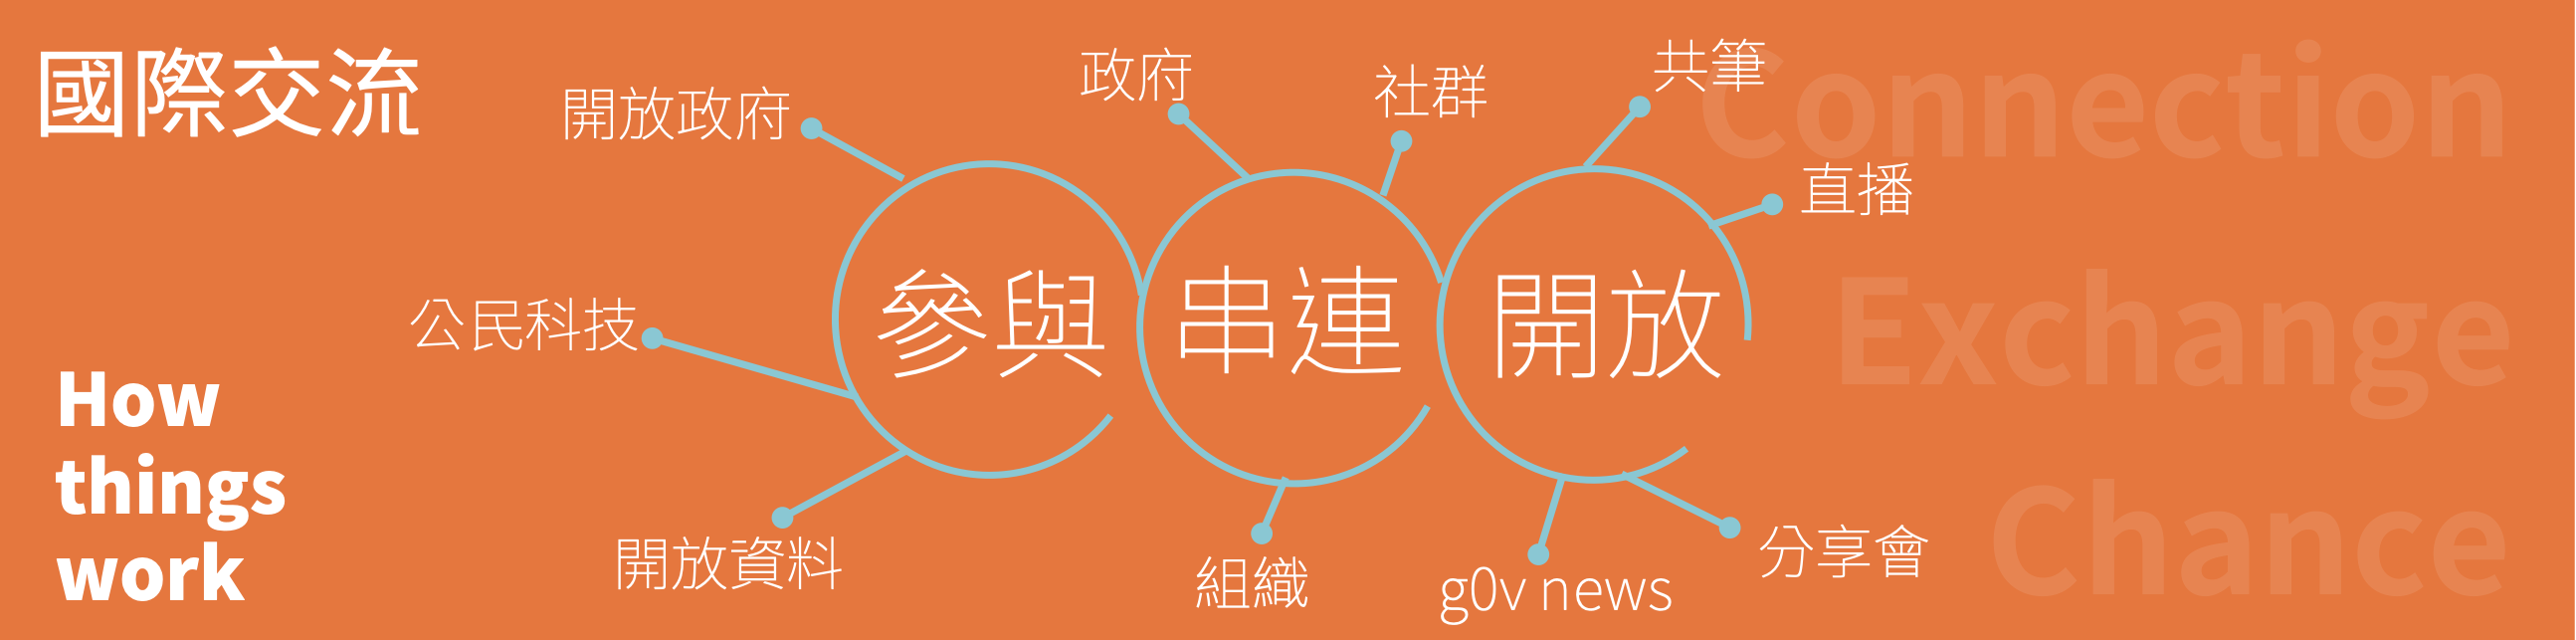 國際交流
How
things
work
開放政府
公民科技
開放資料
參與
政府
社群
串連
組織
共筆
直播
開放
g0v news
分享會
Connection
Exchange
Chance